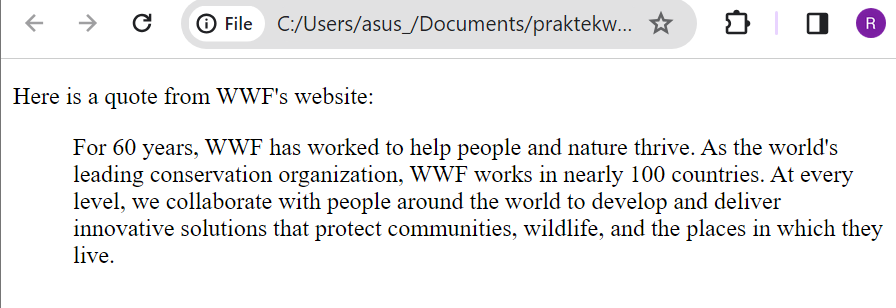 File C:/Users/asus_/Documents/praktekw... R
Here is a quote from WWF's website:
For 60 years, WWF has worked to help people and nature thrive. As the world's
leading conservation organization, WWF works in nearly 100 countries. At every
level, we collaborate with people around the world to develop and deliver
innovative solutions that protect communities, wildlife, and the places in which they
live.